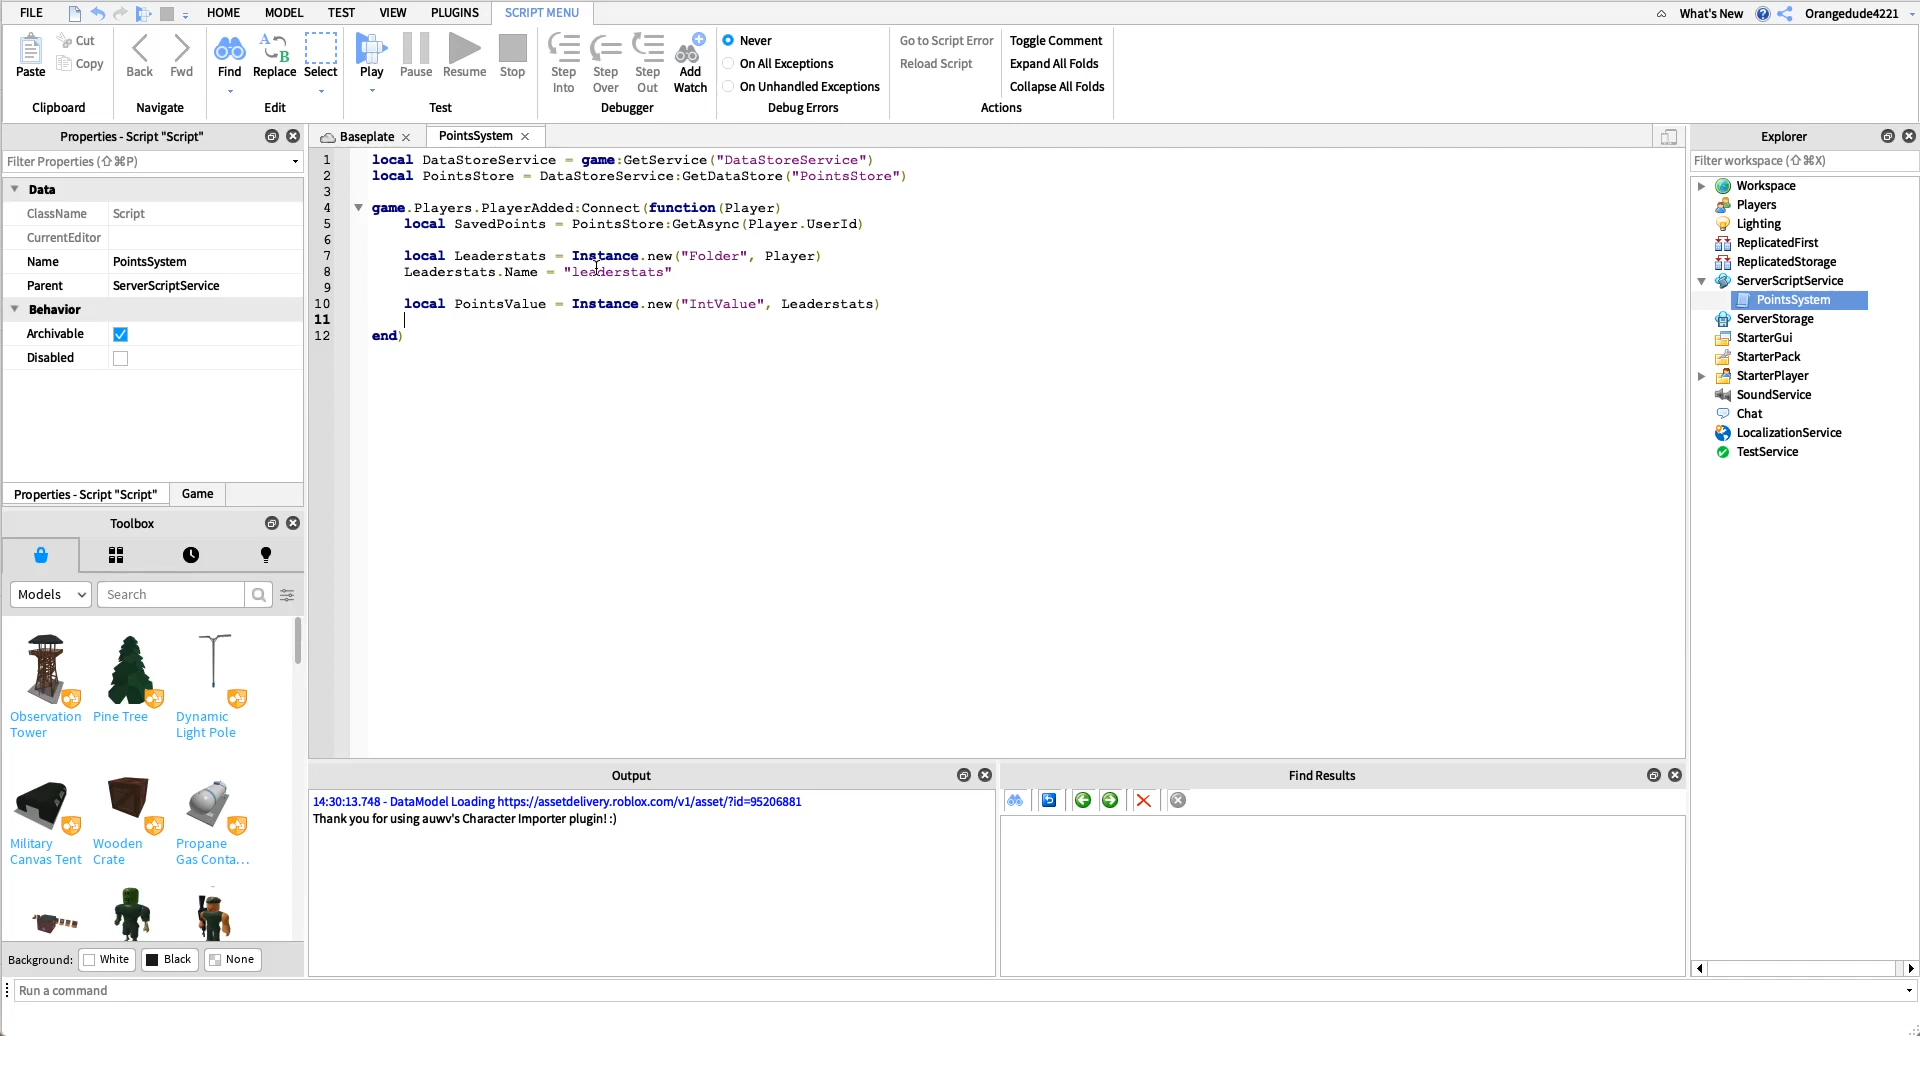 FILE HOME MODEL TEST VIEW PLUGINS SCRIPT MENU What's New Orangedude4221
Paste Cut Copy Clipboard
Back Fwd Navigate
Find Replace Select Edit
Play Pause Resume Stop Test
Step Into Step Over Step Out Add Watch Debugger
Never
On All Exceptions
On Unhandled Exceptions
Debug Errors
Go to Script Error Toggle Comment
Reload Script Expand All Folds
Collapse All Folds
Actions
Properties - Script "Script"
Filter Properties (⇧⌘P)
Data
ClassName Script
CurrentEditor
Name PointsSystem
Parent ServerScriptService
Behavior
Archivable
Disabled
Properties - Script "Script" Game
Toolbox
Models Search
Observation Tower
Pine Tree
Dynamic Light Pole
Military Canvas Tent
Wooden Crate
Propane Gas Conta...
Background: White Black None
Baseplate PointsSystem
1 local DataStoreService = game:GetService("DataStoreService")
2 local PointsStore = DataStoreService:GetDataStore("PointsStore")
3
4 game.Players.PlayerAdded:Connect(function(Player)
5 local SavedPoints = PointsStore:GetAsync(Player.UserId)
6
7 local Leaderstats = Instance.new("Folder", Player)
8 Leaderstats.Name = "leaderstats"
9
10 local PointsValue = Instance.new("IntValue", Leaderstats)
11
12 end)
Output
14:30:13.748 - DataModel Loading https://assetdelivery.roblox.com/v1/asset/?id=95206881
Thank you for using auwv's Character Importer plugin! :)
Find Results
Explorer
Filter workspace (⇧⌘X)
Workspace
Players
Lighting
ReplicatedFirst
ReplicatedStorage
ServerScriptService
PointsSystem
ServerStorage
StarterGui
StarterPack
StarterPlayer
SoundService
Chat
LocalizationService
TestService
Run a command